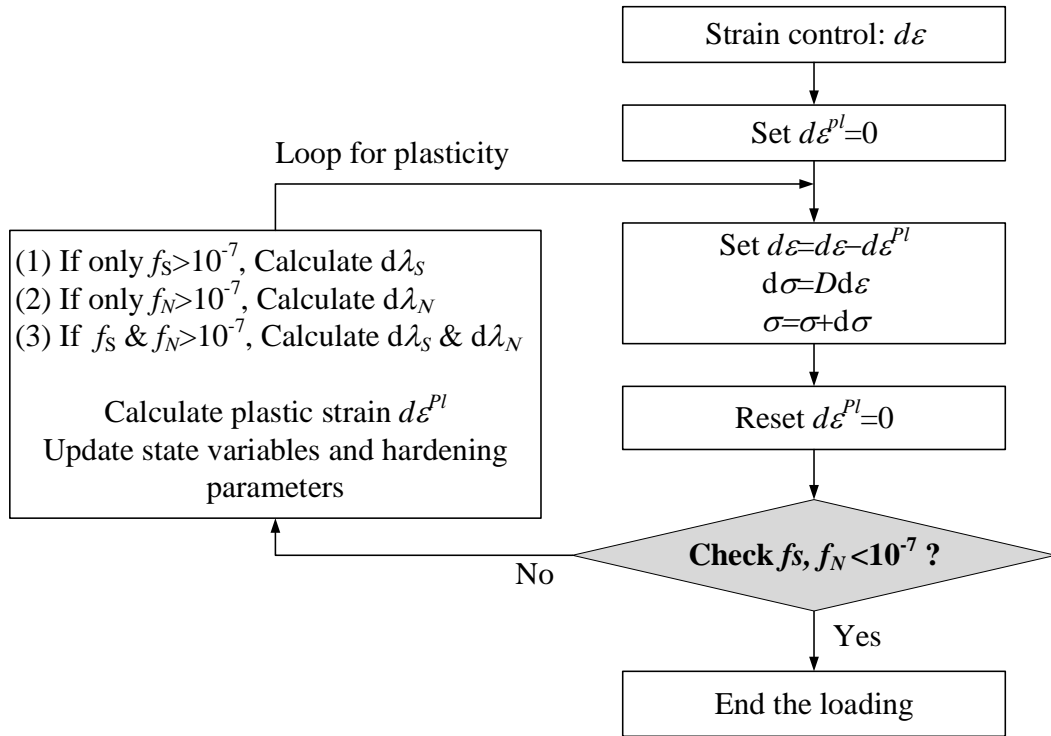 Strain control: dε
Set dε^pl=0
Loop for plasticity
Set dε=dε−dε^Pl
dσ=Ddε
σ=σ+dσ
(1) If only f_S>10^-7, Calculate dλ_S
(2) If only f_N>10^-7, Calculate dλ_N
(3) If f_S & f_N>10^-7, Calculate dλ_S & dλ_N
Calculate plastic strain dε^Pl
Update state variables and hardening
parameters
Reset dε^Pl=0
Check fs, f_N <10^-7 ?
No
Yes
End the loading